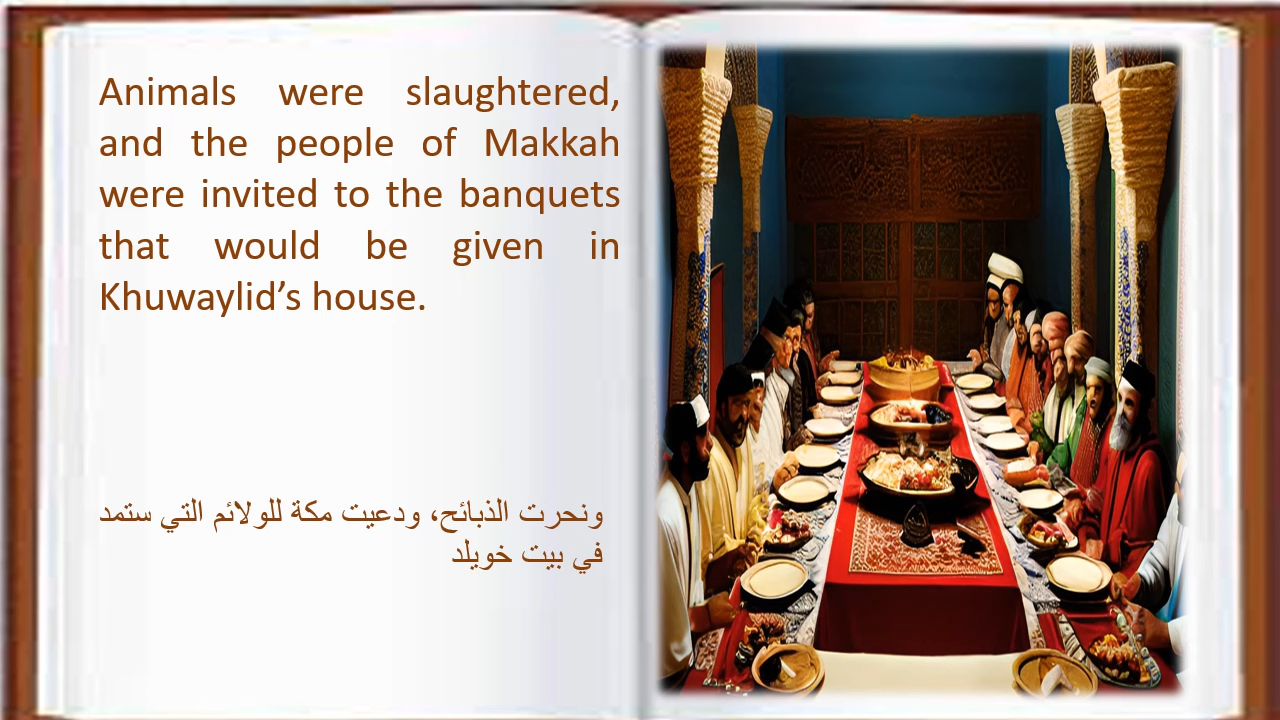 Animals were slaughtered,
and the people of Makkah
were invited to the banquets
that would be given in
Khuwaylid’s house.
ونحرت الذبائح، ودعيت مكة للولائم التي ستمد
في بيت خويلد